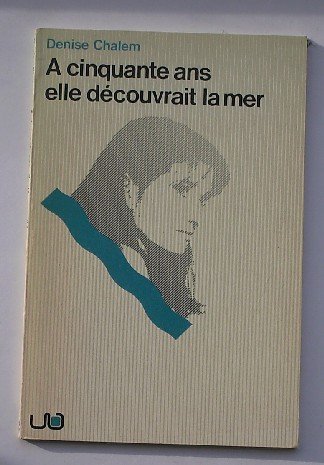 Denise Chalem
A cinquante ans
elle découvrait la mer